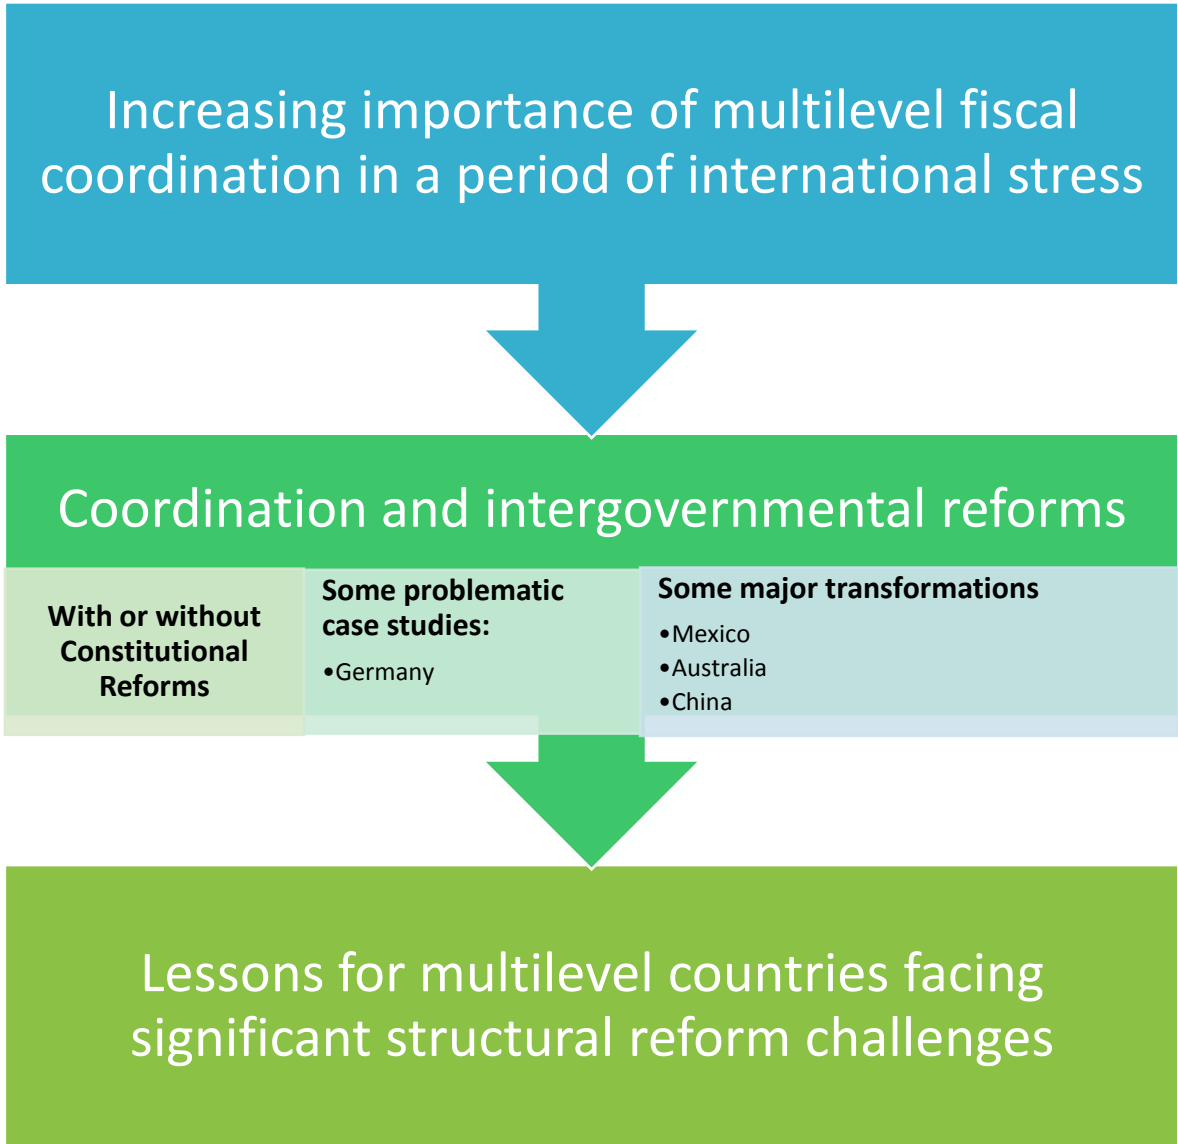 Increasing importance of multilevel fiscal
coordination in a period of international stress
Coordination and intergovernmental reforms
With or without
Constitutional
Reforms
Some problematic
case studies:
•Germany
Some major transformations
•Mexico
•Australia
•China
Lessons for multilevel countries facing
significant structural reform challenges